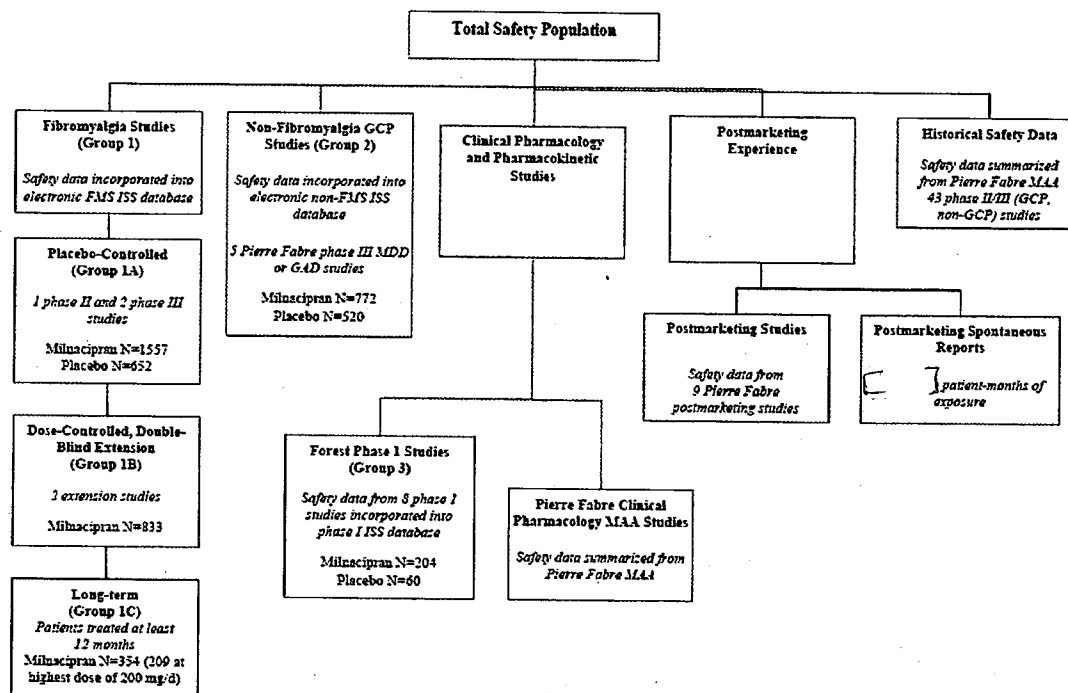 Total Safety Population
Fibromyalgia Studies
(Group 1)
Safety data incorporated into
electronic FMS ISS database
Placebo-Controlled
(Group 1A)
1 phase II and 2 phase III
studies
Milnacipran N=1557
Placebo N=652
Dose-Controlled, Double-
Blind Extension
(Group 1B)
2 extension studies
Milnacipran N=833
Long-term
(Group 1C)
Patients treated at least
12 months
Milnacipran N=354 (209 at
highest dose of 200 mg/d)
Non-Fibromyalgia GCP
Studies (Group 2)
Safety data incorporated into
electronic non-FMS ISS
database
5 Pierre Fabre phase III MDD
or GAD studies
Milnacipran N=772
Placebo N=520
Clinical Pharmacology
and Pharmacokinetic
Studies
Forest Phase 1 Studies
(Group 3)
Safety data from 8 phase 1
studies incorporated into
phase I ISS database
Milnacipran N=204
Placebo N=60
Pierre Fabre Clinical
Pharmacology MAA Studies
Safety data summarized from
Pierre Fabre MAA
Postmarketing
Experience
Postmarketing Studies
Safety data from
9 Pierre Fabre
postmarketing studies
Postmarketing Spontaneous
Reports
[ ] patient-months of
exposure
Historical Safety Data
Safety data summarized
from Pierre Fabre MAA
43 phase II/III (GCP,
non-GCP) studies